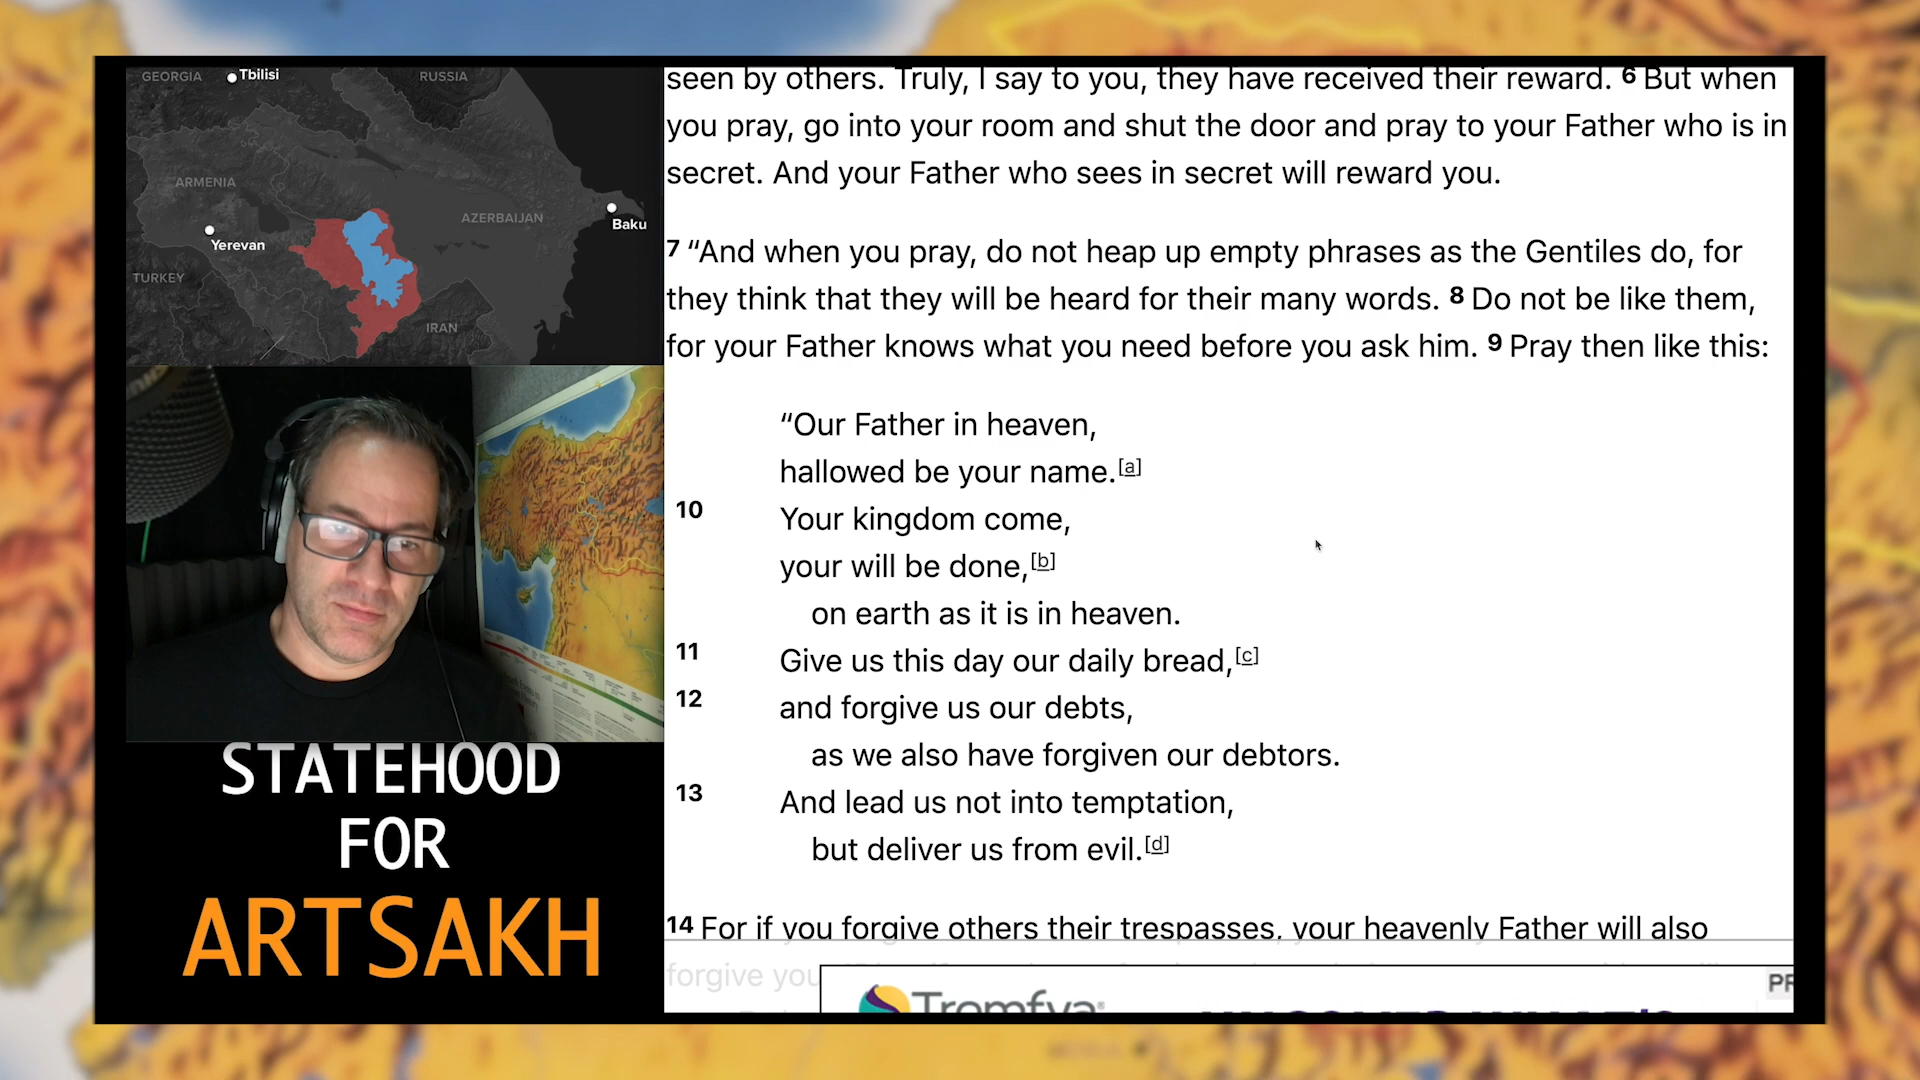 GEORGIA
Tbilisi
RUSSIA
ARMENIA
AZERBAIJAN
Baku
Yerevan
TURKEY
IRAN
STATEHOOD
FOR
ARTSAKH
seen by others. Truly, I say to you, they have received their reward. 6 But when
you pray, go into your room and shut the door and pray to your Father who is in
secret. And your Father who sees in secret will reward you.
7 “And when you pray, do not heap up empty phrases as the Gentiles do, for
they think that they will be heard for their many words. 8 Do not be like them,
for your Father knows what you need before you ask him. 9 Pray then like this:
“Our Father in heaven,
hallowed be your name.[a]
10 Your kingdom come,
your will be done,[b]
on earth as it is in heaven.
11 Give us this day our daily bread,[c]
12 and forgive us our debts,
as we also have forgiven our debtors.
13 And lead us not into temptation,
but deliver us from evil.[d]
14 For if you forgive others their trespasses, your heavenly Father will also
forgive you
Tremfya®